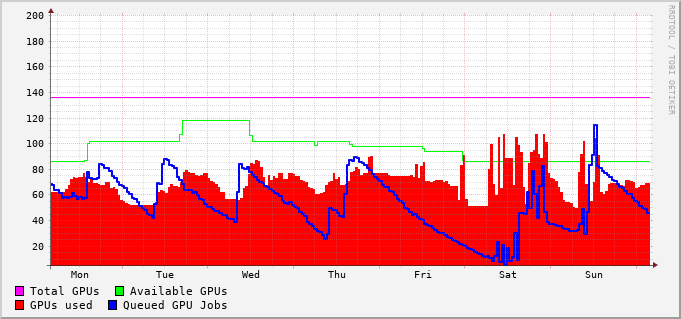 200
180
160
140
120
100
80
60
40
20
Mon Tue Wed Thu Fri Sat Sun
RRDTOOL / TOBI OETIKER
Total GPUs Available GPUs
GPUs used Queued GPU Jobs